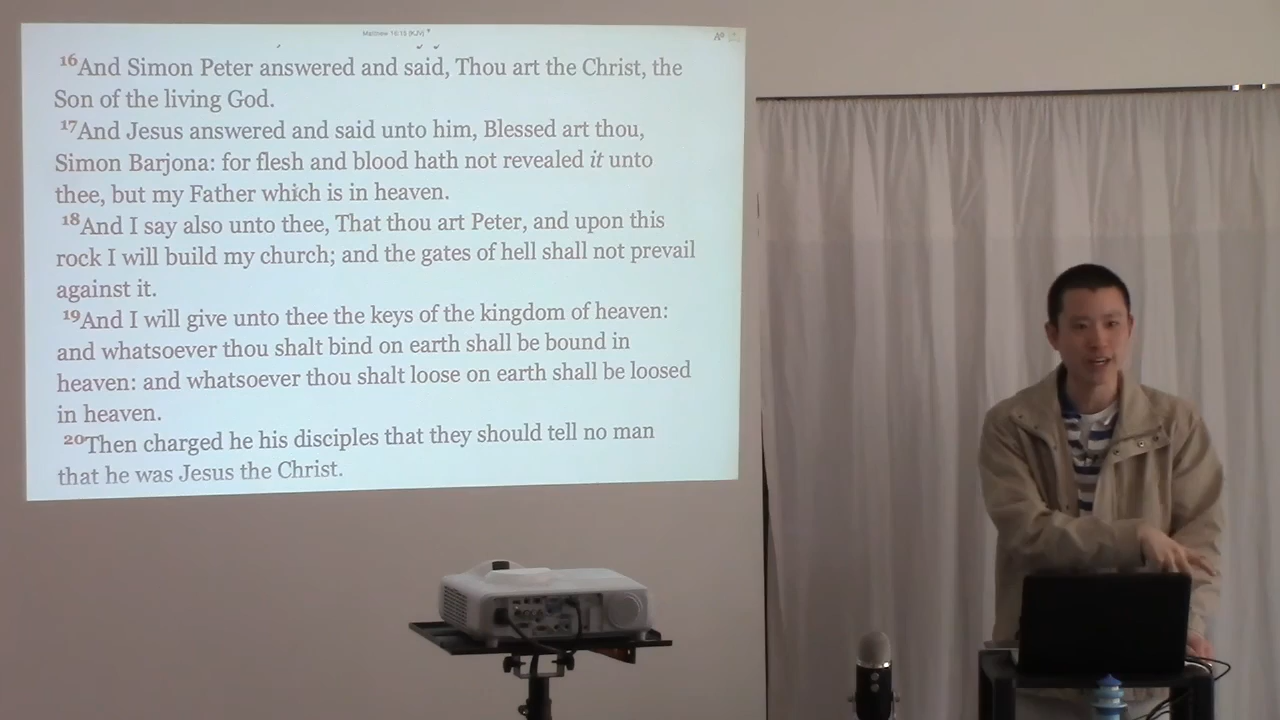 Matthew 16:15 [KJV]
16And Simon Peter answered and said, Thou art the Christ, the
Son of the living God.
17And Jesus answered and said unto him, Blessed art thou,
Simon Barjona: for flesh and blood hath not revealed it unto
thee, but my Father which is in heaven.
18And I say also unto thee, That thou art Peter, and upon this
rock I will build my church; and the gates of hell shall not prevail
against it.
19And I will give unto thee the keys of the kingdom of heaven:
and whatsoever thou shalt bind on earth shall be bound in
heaven: and whatsoever thou shalt loose on earth shall be loosed
in heaven.
20Then charged he his disciples that they should tell no man
that he was Jesus the Christ.